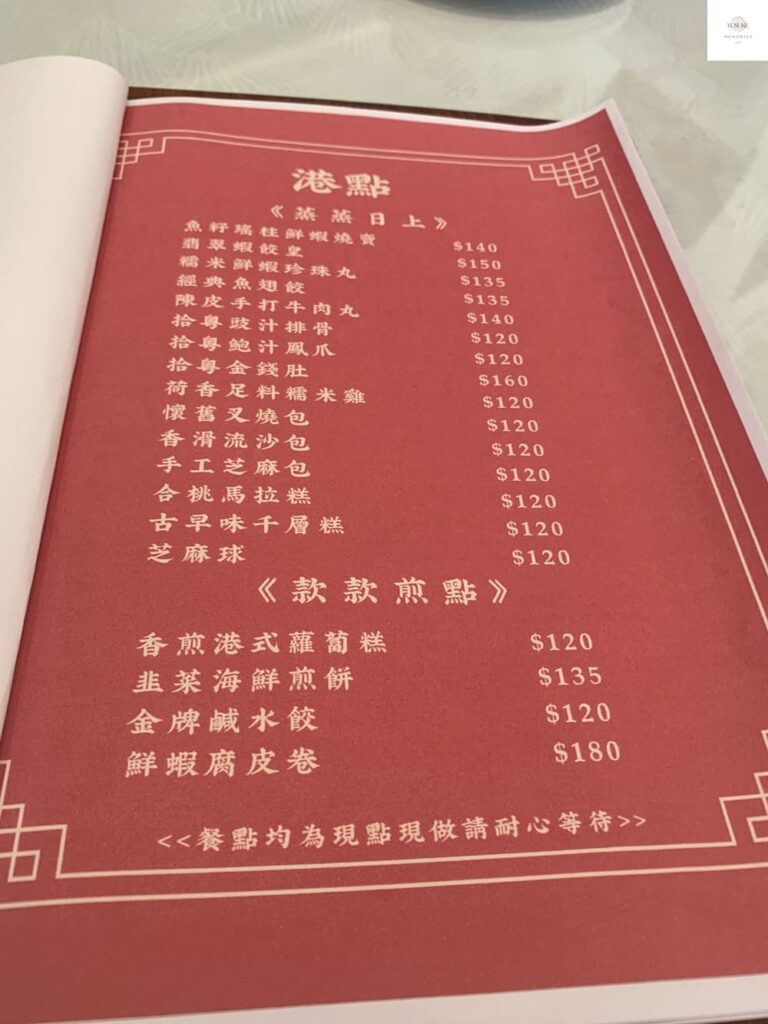 YUSUKE
MEMORIES
港點
《蒸蒸日上》
魚籽瑤柱鮮蝦燒賣 $140
翡翠蝦餃皇 $150
糯米鮮蝦珍珠丸 $135
經典魚翅餃 $135
陳皮手打牛肉丸 $140
拾粵豉汁排骨 $120
拾粵鮑汁鳳爪 $120
拾粵金錢肚 $160
荷香足料糯米雞 $120
懷舊叉燒包 $120
香滑流沙包 $120
手工芝麻包 $120
合桃馬拉糕 $120
古早味千層糕 $120
芝麻球 $120
《款款煎點》
香煎港式蘿蔔糕 $120
韭菜海鮮煎餅 $135
金牌鹹水餃 $120
鮮蝦腐皮卷 $180
<<餐點均為現點現做請耐心等待>>